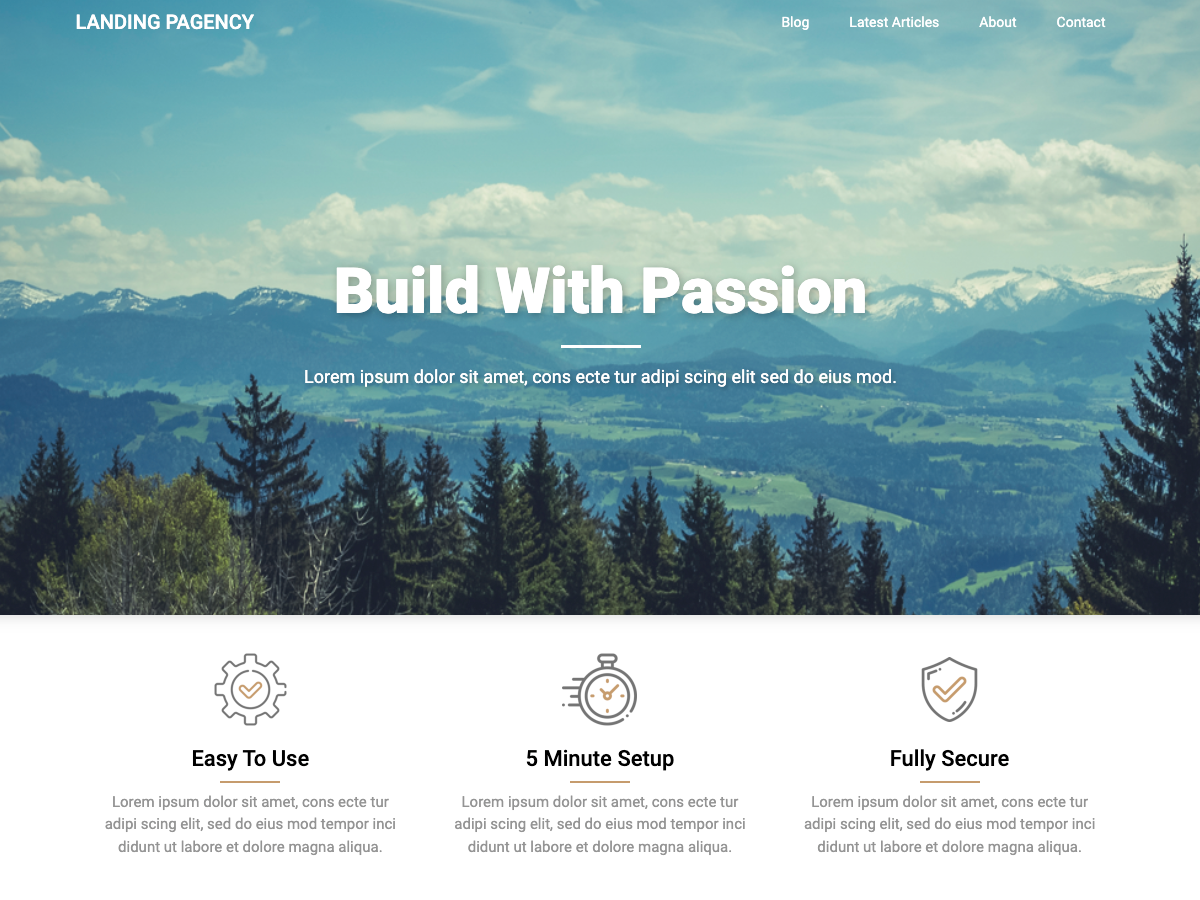 LANDING PAGENCY
Blog Latest Articles About Contact
Build With Passion
Lorem ipsum dolor sit amet, cons ecte tur adipi scing elit sed do eius mod.
Easy To Use
Lorem ipsum dolor sit amet, cons ecte tur
adipi scing elit, sed do eius mod tempor inci
didunt ut labore et dolore magna aliqua.
5 Minute Setup
Lorem ipsum dolor sit amet, cons ecte tur
adipi scing elit, sed do eius mod tempor inci
didunt ut labore et dolore magna aliqua.
Fully Secure
Lorem ipsum dolor sit amet, cons ecte tur
adipi scing elit, sed do eius mod tempor inci
didunt ut labore et dolore magna aliqua.